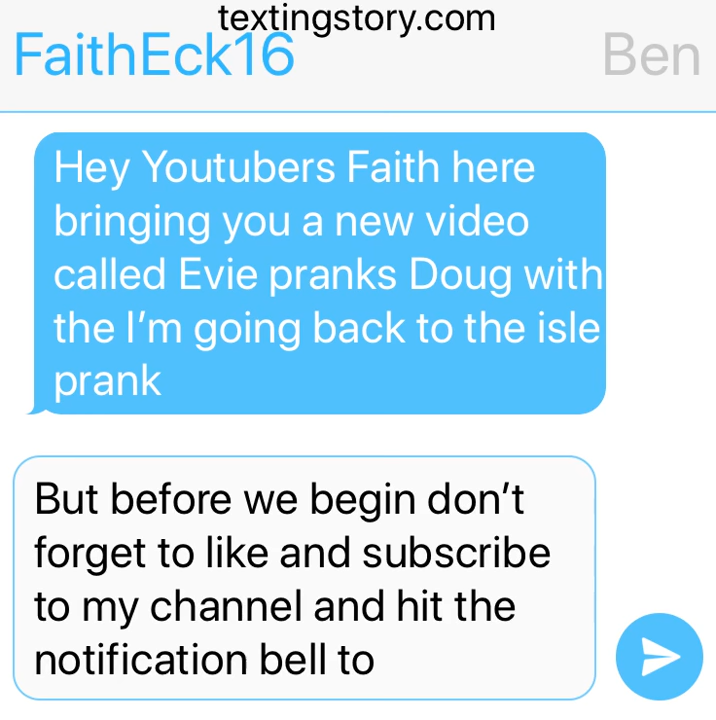 textingstory.com
FaithEck16 Ben
Hey Youtubers Faith here
bringing you a new video
called Evie pranks Doug with
the I’m going back to the isle
prank
But before we begin don’t
forget to like and subscribe
to my channel and hit the
notification bell to